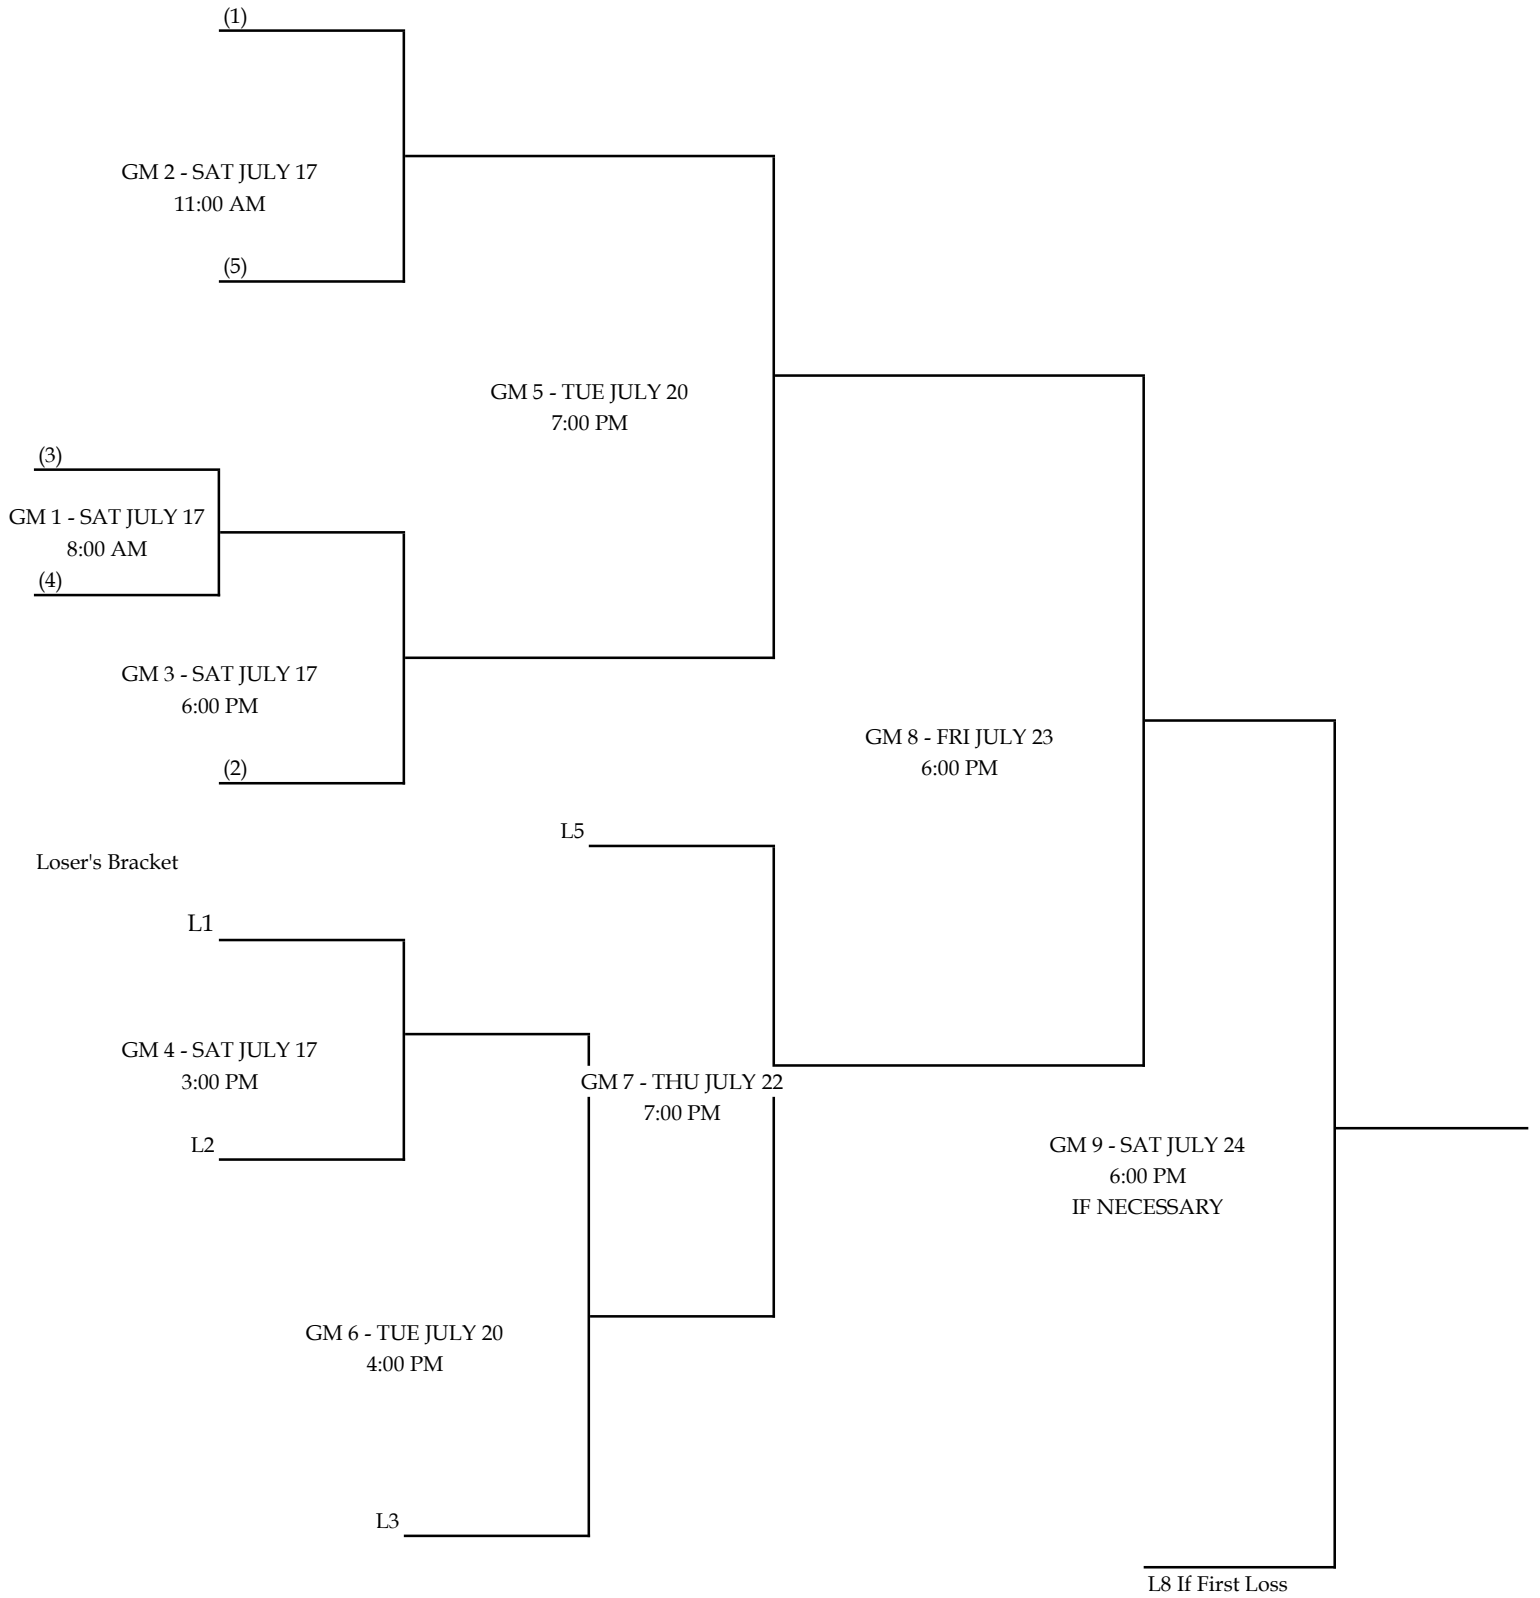 (1)
GM 2 - SAT JULY 17
11:00 AM
(5)
GM 5 - TUE JULY 20
7:00 PM
(3)
GM 1 - SAT JULY 17
8:00 AM
(4)
GM 3 - SAT JULY 17
6:00 PM
(2)
GM 8 - FRI JULY 23
6:00 PM
L5
Loser's Bracket
L1
GM 4 - SAT JULY 17
3:00 PM
L2
GM 7 - THU JULY 22
7:00 PM
GM 9 - SAT JULY 24
6:00 PM
IF NECESSARY
GM 6 - TUE JULY 20
4:00 PM
L3
L8 If First Loss